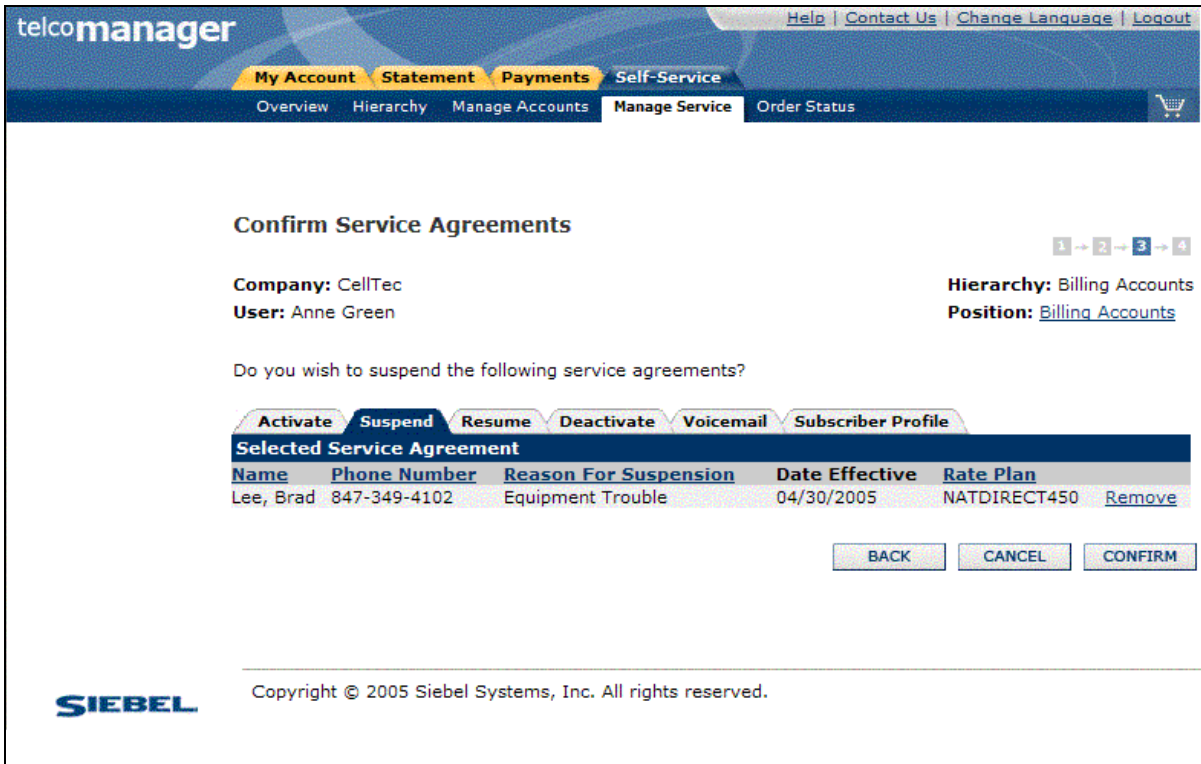 telcomanager
Help | Contact Us | Change Language | Logout
My Account Statement Payments Self-Service
Overview Hierarchy Manage Accounts Manage Service Order Status
Confirm Service Agreements
1 → 2 → 3 → 4
Company: CellTec
Hierarchy: Billing Accounts
User: Anne Green
Position: Billing Accounts
Do you wish to suspend the following service agreements?
Activate Suspend Resume Deactivate Voicemail Subscriber Profile
Selected Service Agreement
Name Phone Number Reason For Suspension Date Effective Rate Plan
Lee, Brad 847-349-4102 Equipment Trouble 04/30/2005 NATDIRECT450 Remove
BACK CANCEL CONFIRM
SIEBEL
Copyright © 2005 Siebel Systems, Inc. All rights reserved.